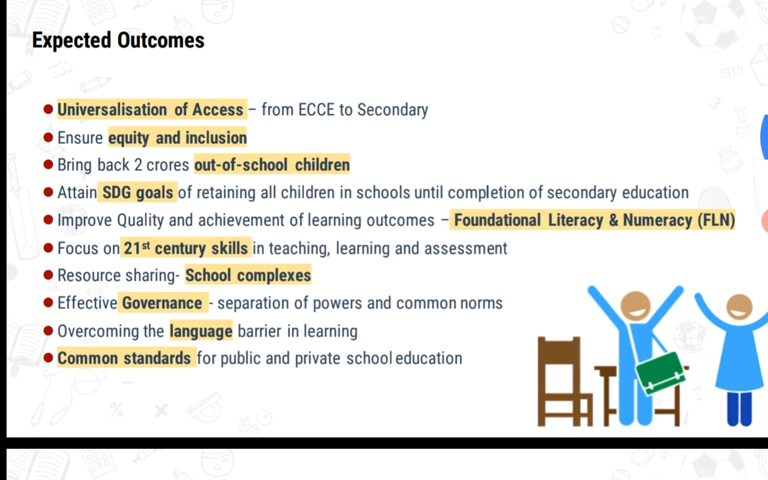 Expected Outcomes
Universalisation of Access – from ECCE to Secondary
Ensure equity and inclusion
Bring back 2 crores out-of-school children
Attain SDG goals of retaining all children in schools until completion of secondary education
Improve Quality and achievement of learning outcomes – Foundational Literacy & Numeracy (FLN)
Focus on 21st century skills in teaching, learning and assessment
Resource sharing- School complexes
Effective Governance - separation of powers and common norms
Overcoming the language barrier in learning
Common standards for public and private school education